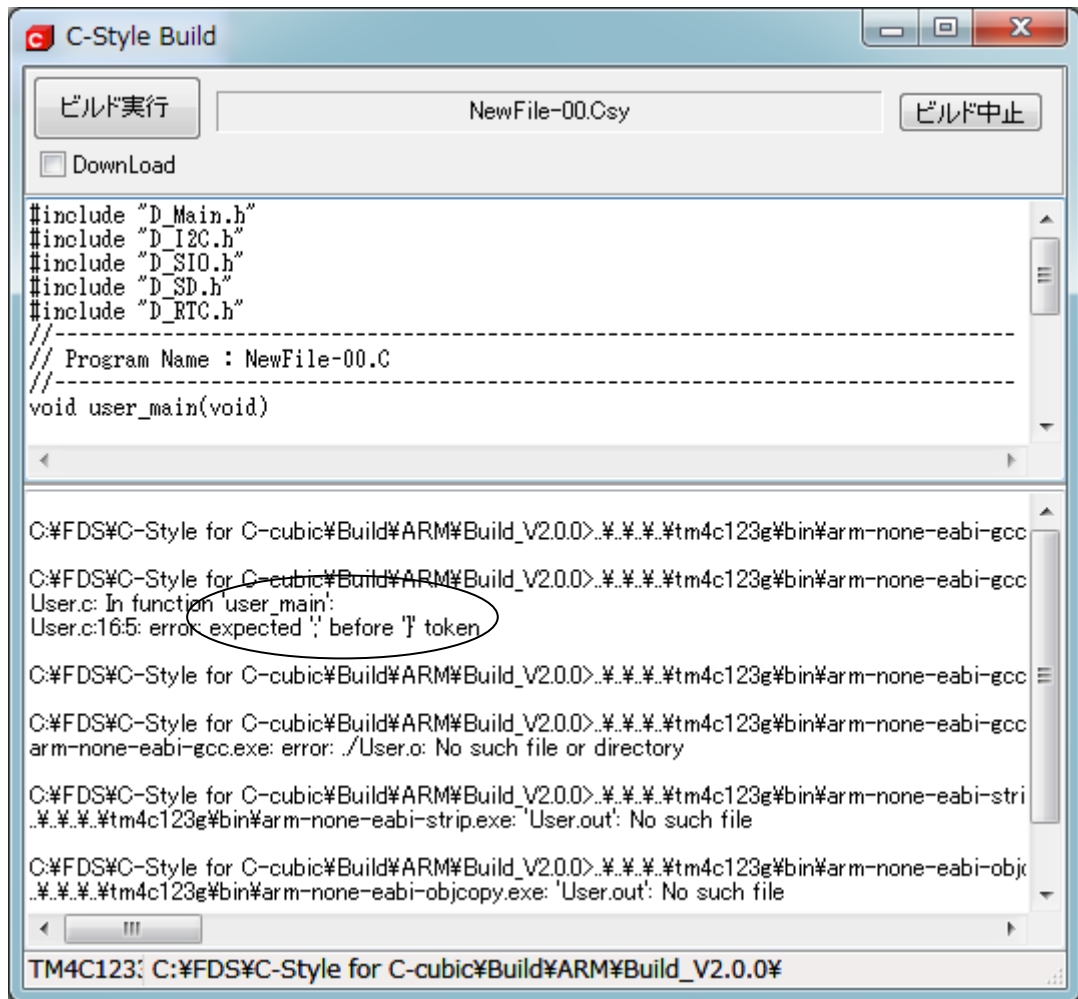 C-Style Build
ビルド実行
NewFile-00.Csy
ビルド中止
DownLoad
#include "D_Main.h"
#include "D_I2C.h"
#include "D_SIO.h"
#include "D_SD.h"
#include "D_RTC.h"
//--------------------------------------------------------------------------------
// Program Name : NewFile-00.C
//--------------------------------------------------------------------------------
void user_main(void)
C:¥FDS¥C-Style for C-cubic¥Build¥ARM¥Build_V2.0.0>..¥..¥..¥..¥tm4c123g¥bin¥arm-none-eabi-gcc
C:¥FDS¥C-Style for C-cubic¥Build¥ARM¥Build_V2.0.0>..¥..¥..¥..¥tm4c123g¥bin¥arm-none-eabi-gcc
User.c: In function 'user_main':
User.c:16:5: error: expected ';' before '}' token
C:¥FDS¥C-Style for C-cubic¥Build¥ARM¥Build_V2.0.0>..¥..¥..¥..¥tm4c123g¥bin¥arm-none-eabi-gcc
C:¥FDS¥C-Style for C-cubic¥Build¥ARM¥Build_V2.0.0>..¥..¥..¥..¥tm4c123g¥bin¥arm-none-eabi-gcc
arm-none-eabi-gcc.exe: error: ./User.o: No such file or directory
C:¥FDS¥C-Style for C-cubic¥Build¥ARM¥Build_V2.0.0>..¥..¥..¥..¥tm4c123g¥bin¥arm-none-eabi-stri
..¥..¥..¥..¥tm4c123g¥bin¥arm-none-eabi-strip.exe: 'User.out': No such file
C:¥FDS¥C-Style for C-cubic¥Build¥ARM¥Build_V2.0.0>..¥..¥..¥..¥tm4c123g¥bin¥arm-none-eabi-objc
..¥..¥..¥..¥tm4c123g¥bin¥arm-none-eabi-objcopy.exe: 'User.out': No such file
TM4C1233 C:¥FDS¥C-Style for C-cubic¥Build¥ARM¥Build_V2.0.0¥